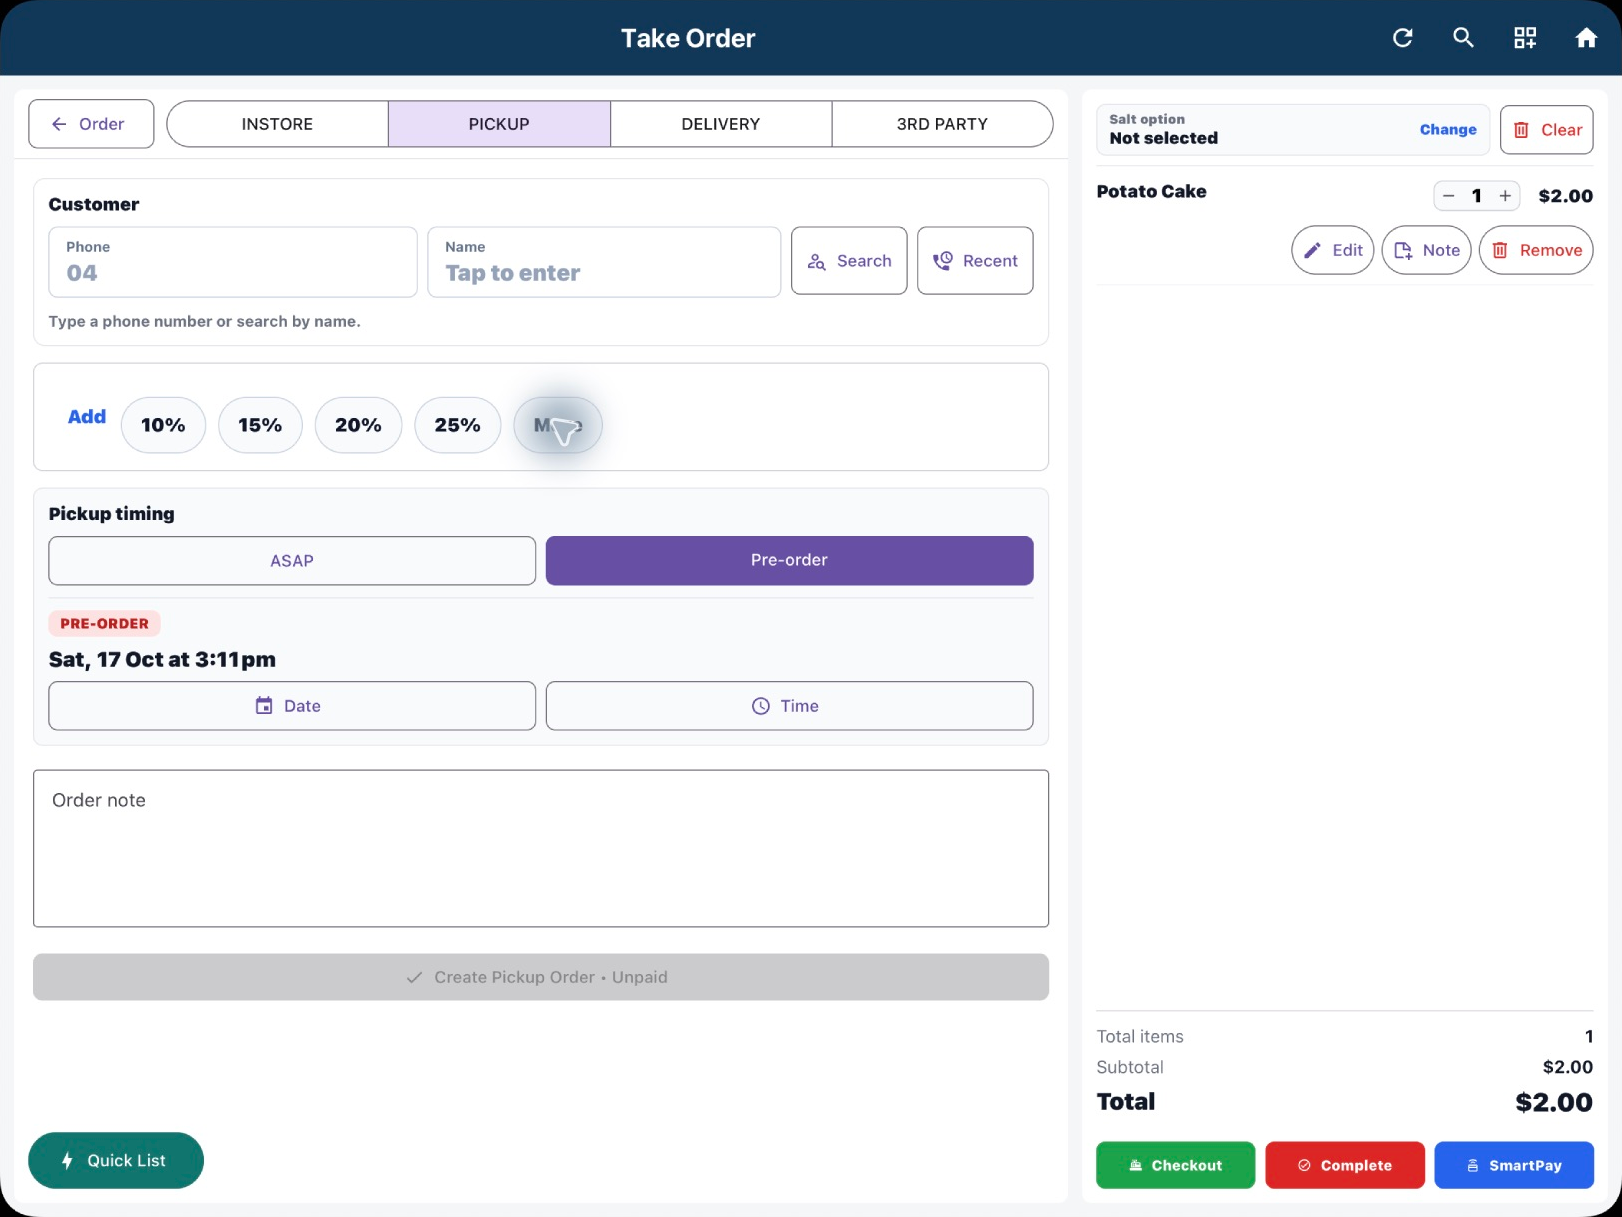 Take Order
Order
INSTORE
PICKUP
DELIVERY
3RD PARTY
Customer
Phone
04
Name
Tap to enter
Search
Recent
Type a phone number or search by name.
Add
10%
15%
20%
25%
Pickup timing
ASAP
Pre-order
PRE-ORDER
Sat, 17 Oct at 3:11pm
Date
Time
Order note
Create Pickup Order • Unpaid
Quick List
Salt option
Not selected
Change
Clear
Potato Cake
− 1 + $2.00
Edit
Note
Remove
Total items 1
Subtotal $2.00
Total $2.00
Checkout
Complete
SmartPay